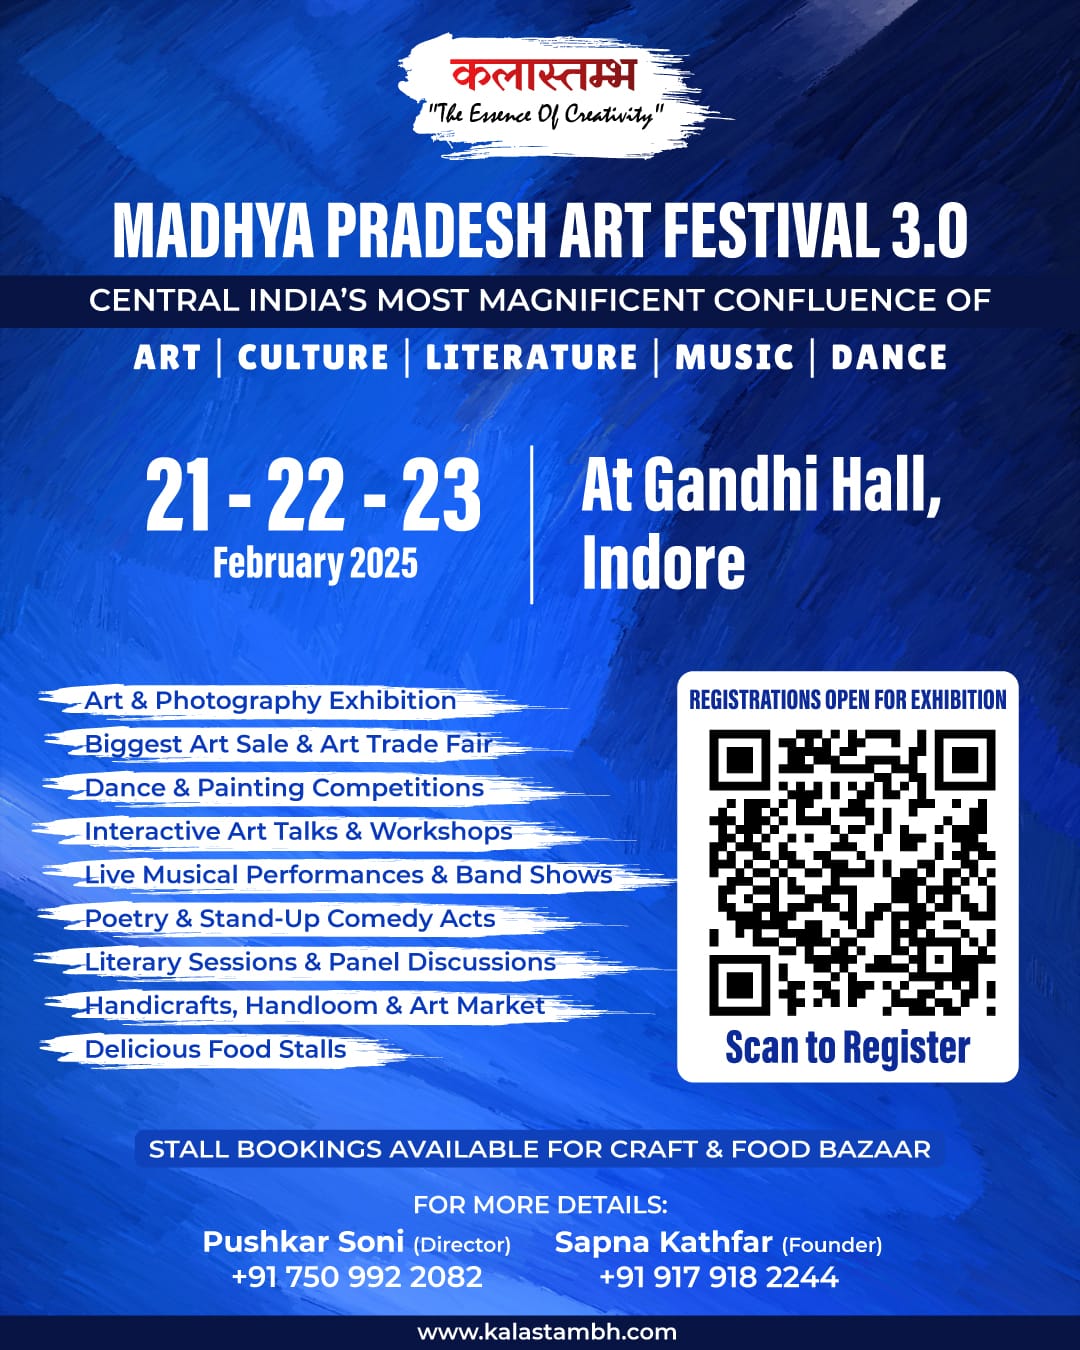 कलास्तम्भ
"The Essence Of Creativity"
MADHYA PRADESH ART FESTIVAL 3.0
CENTRAL INDIA'S MOST MAGNIFICENT CONFLUENCE OF
ART | CULTURE | LITERATURE | MUSIC | DANCE
21 - 22 - 23
February 2025
At Gandhi Hall,
Indore
Art & Photography Exhibition
Biggest Art Sale & Art Trade Fair
Dance & Painting Competitions
Interactive Art Talks & Workshops
Live Musical Performances & Band Shows
Poetry & Stand-Up Comedy Acts
Literary Sessions & Panel Discussions
Handicrafts, Handloom & Art Market
Delicious Food Stalls
REGISTRATIONS OPEN FOR EXHIBITION
Scan to Register
STALL BOOKINGS AVAILABLE FOR CRAFT & FOOD BAZAAR
FOR MORE DETAILS:
Pushkar Soni (Director)
+91 750 992 2082
Sapna Kathfar (Founder)
+91 917 918 2244
www.kalastambh.com